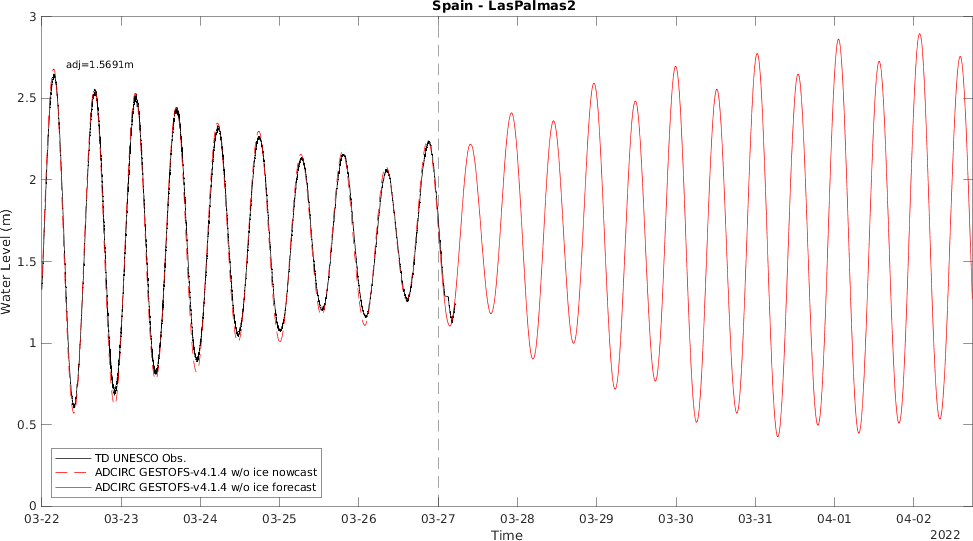 Spain - LasPalmas2
3
adj=1.5691m
2.5
2
1.5
1
0.5
0
Water Level (m)
TD UNESCO Obs.
ADCIRC GESTOFS-v4.1.4 w/o ice nowcast
ADCIRC GESTOFS-v4.1.4 w/o ice forecast
03-22 03-23 03-24 03-25 03-26 03-27 03-28 03-29 03-30 03-31 04-01 04-02
Time
2022